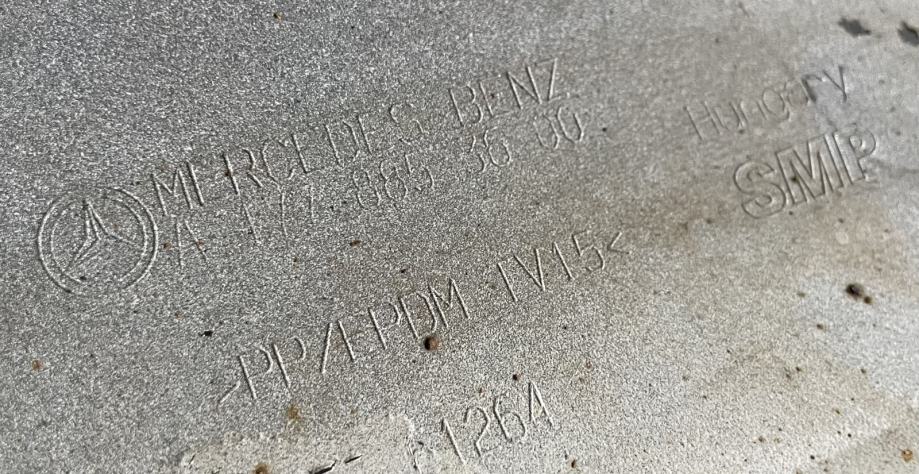 MERCEDES BENZ
A 177 885 36 00
Hungary
SMP
>PP/EPDM TV15<
1264